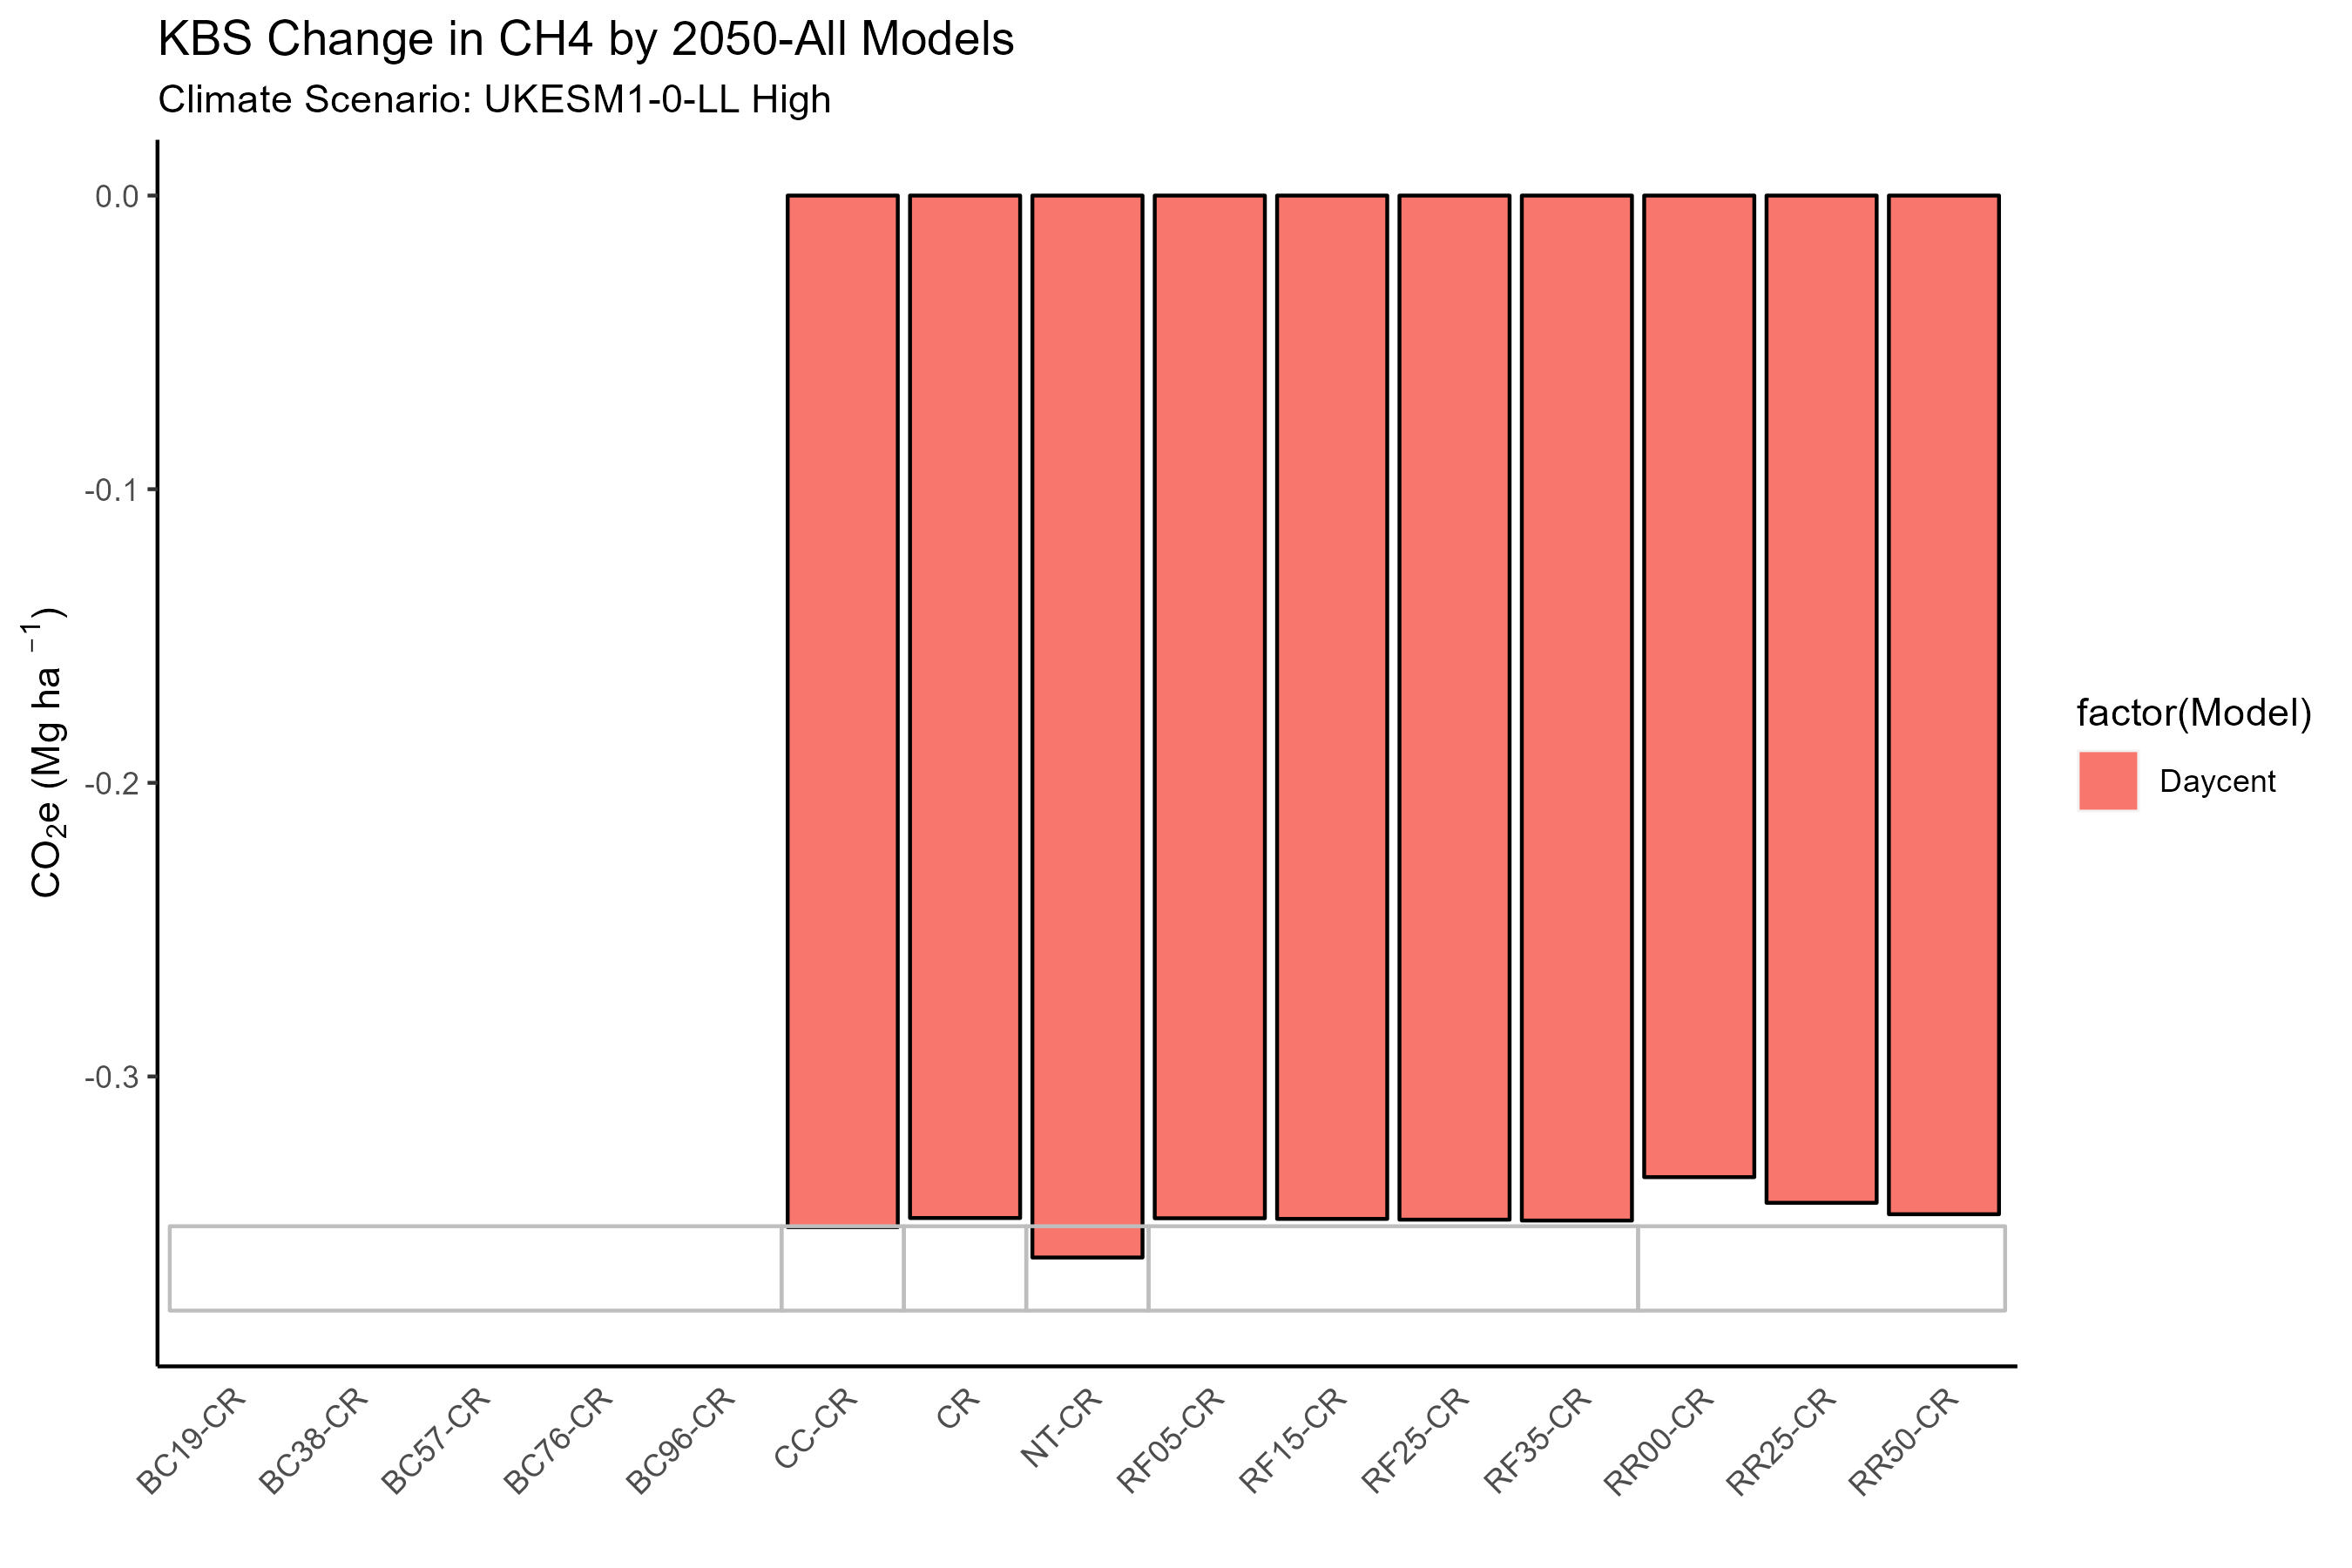 KBS Change in CH4 by 2050-All Models
Climate Scenario: UKESM1-0-LL High
CO₂e (Mg ha ⁻¹)
0.0
-0.1
-0.2
-0.3
BC19-CR
BC38-CR
BC57-CR
BC76-CR
BC96-CR
CC-CR
CR
NT-CR
RF05-CR
RF15-CR
RF25-CR
RF35-CR
RR00-CR
RR25-CR
RR50-CR
factor(Model)
Daycent